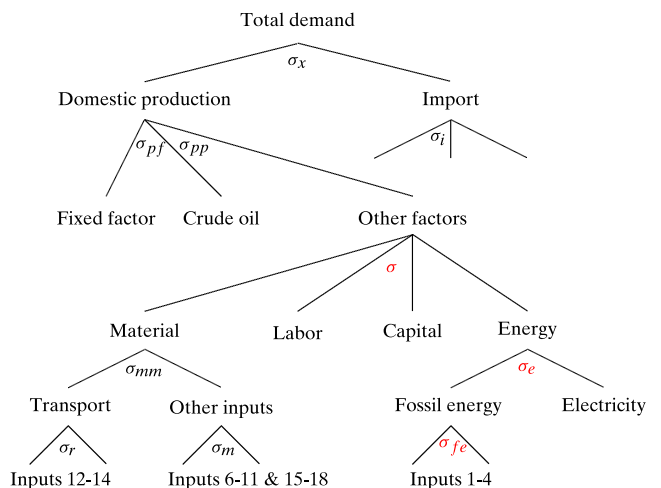 Total demand
σx
Domestic production
Import
σpf
σpp
σi
Fixed factor
Crude oil
Other factors
σ
Material
Labor
Capital
Energy
σmm
σe
Transport
Other inputs
Fossil energy
Electricity
σr
σm
σfe
Inputs 12-14
Inputs 6-11 & 15-18
Inputs 1-4